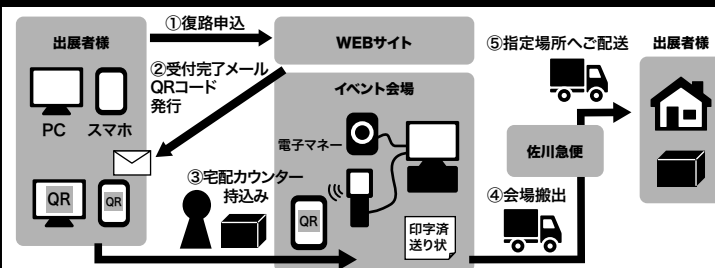 ①復路申込
出展者様
WEBサイト
⑤指定場所へご配送
出展者様
②受付完了メール
QRコード
発行
イベント会場
PC
スマホ
電子マネー
佐川急便
③宅配カウンター
持込み
QR
QR
QR
④会場搬出
印字済
送り状